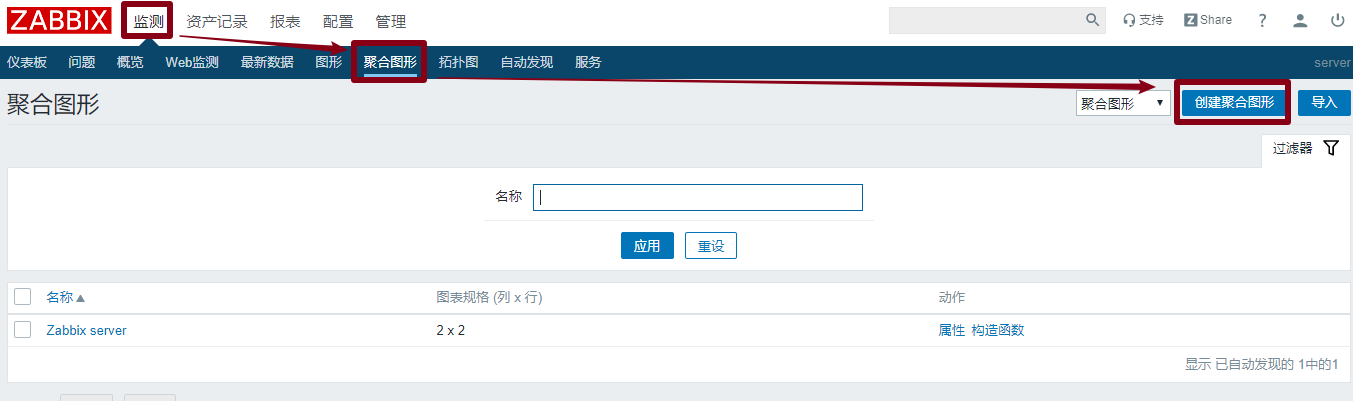 ZABBIX 监测 资产记录 报表 配置 管理 支持 Z Share ?
仪表板 问题 概览 Web监测 最新数据 图形 聚合图形 拓扑图 自动发现 服务 server
聚合图形 聚合图形 ▼ 创建聚合图形 导入
过滤器
名称
应用 重设
名称▲ 图表规格 (列 x 行) 动作
Zabbix server 2 x 2 属性 构造函数
显示 已自动发现的 1中的1